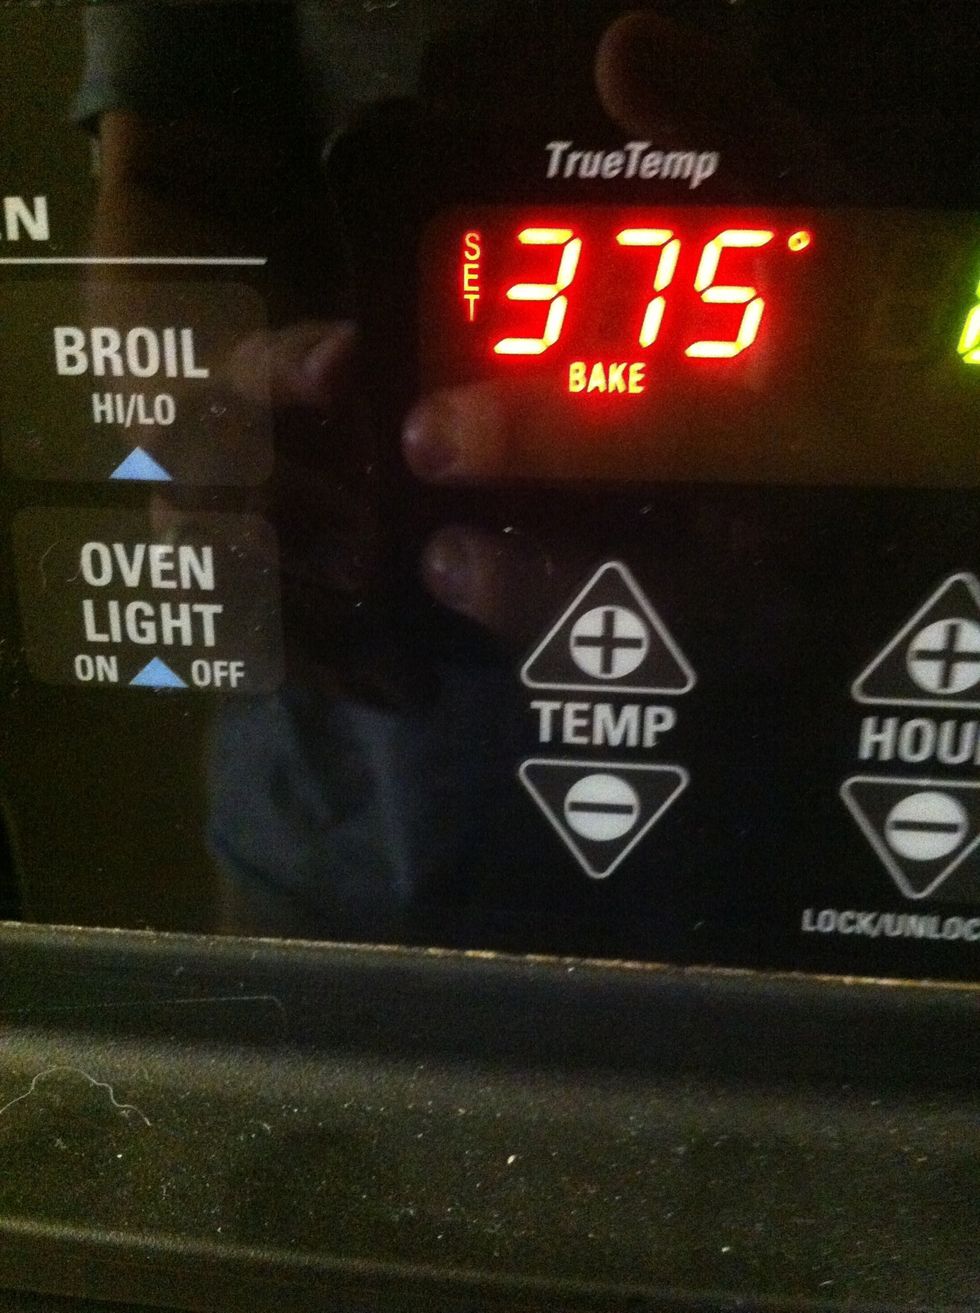 TrueTemp
N
SET 375°
BAKE
BROIL
HI/LO
OVEN
LIGHT
ON OFF
TEMP
HOU
LOCK/UNLOC